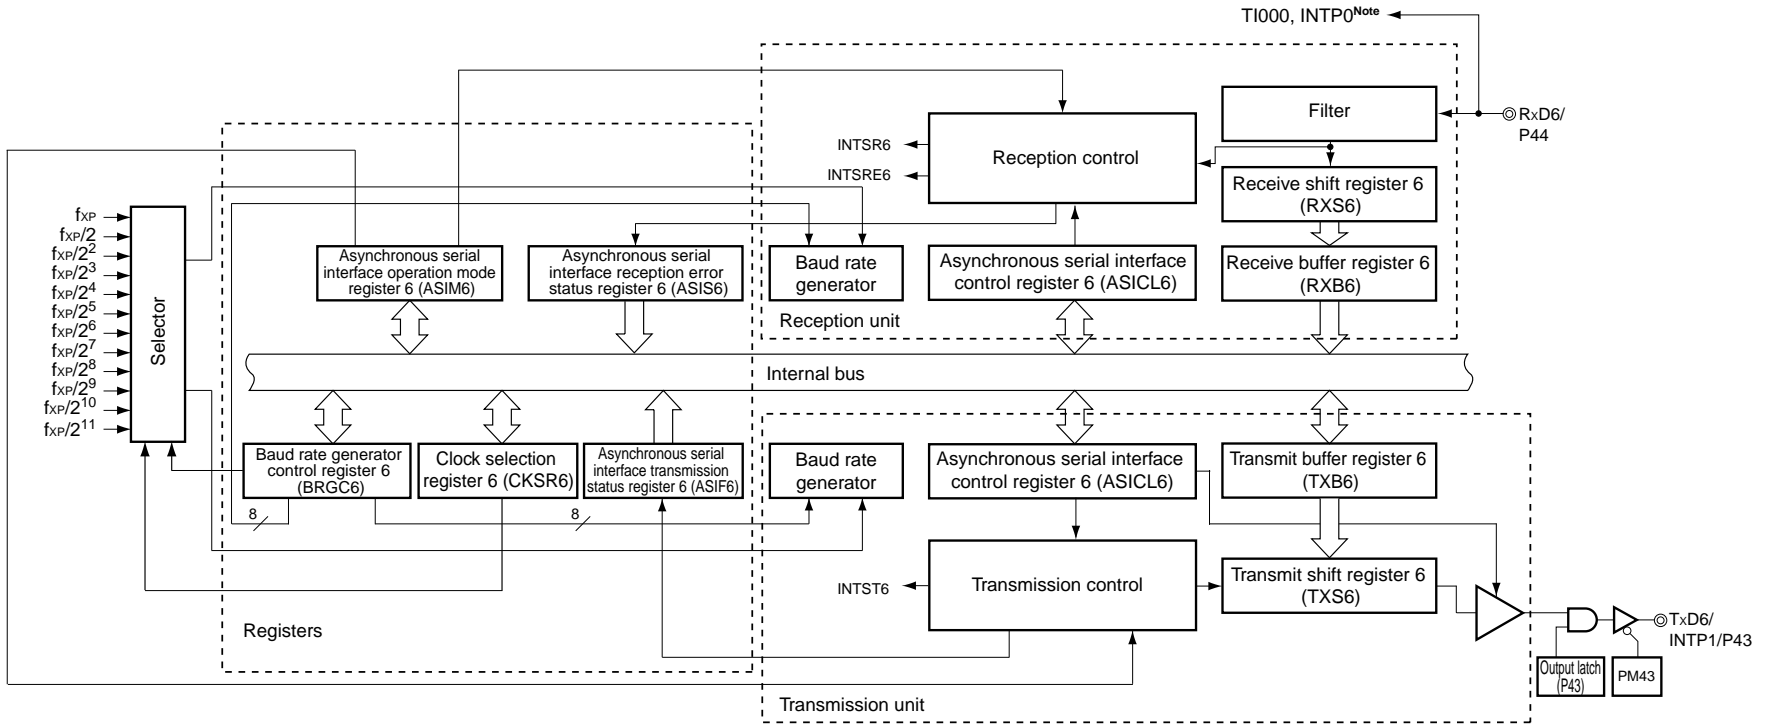 TI000, INTP0Note
Filter
RxD6/
P44
Reception control
INTSR6
INTSRE6
Receive shift register 6
(RXS6)
fXP
fXP/2
fXP/2²
fXP/2³
fXP/2⁴
fXP/2⁵
fXP/2⁶
fXP/2⁷
fXP/2⁸
fXP/2⁹
fXP/2¹⁰
fXP/2¹¹
Selector
Asynchronous serial
interface operation mode
register 6 (ASIM6)
Asynchronous serial
interface reception error
status register 6 (ASIS6)
Baud rate
generator
Asynchronous serial interface
control register 6 (ASICL6)
Receive buffer register 6
(RXB6)
Reception unit
Internal bus
Baud rate generator
control register 6
(BRGC6)
Clock selection
register 6 (CKSR6)
Asynchronous serial
interface transmission
status register 6 (ASIF6)
Baud rate
generator
Asynchronous serial interface
control register 6 (ASICL6)
Transmit buffer register 6
(TXB6)
8
8
INTST6
Transmission control
Transmit shift register 6
(TXS6)
Registers
TxD6/
INTP1/P43
Output latch
(P43)
PM43
Transmission unit